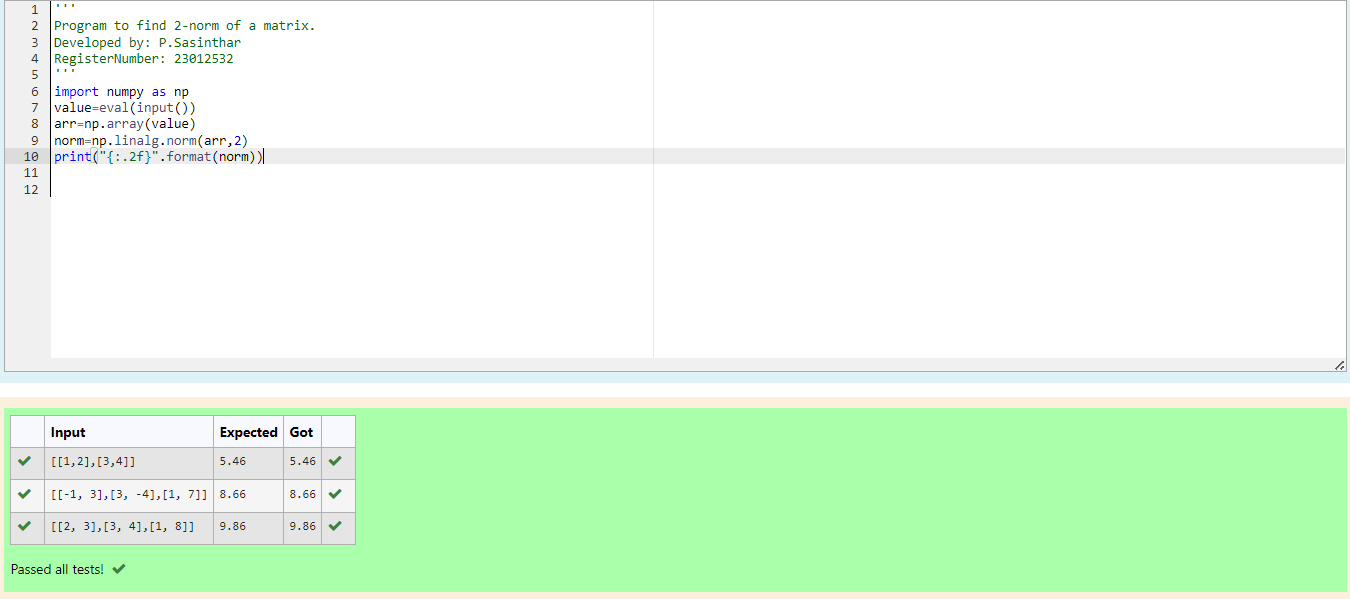 1 '''
2 Program to find 2-norm of a matrix.
3 Developed by: P.Sasinthar
4 RegisterNumber: 23012532
5 '''
6 import numpy as np
7 value=eval(input())
8 arr=np.array(value)
9 norm=np.linalg.norm(arr,2)
10 print("{:.2f}".format(norm))
11
12
Input Expected Got
[[1,2],[3,4]] 5.46 5.46
[[-1, 3],[3, -4],[1, 7]] 8.66 8.66
[[2, 3],[3, 4],[1, 8]] 9.86 9.86
Passed all tests!